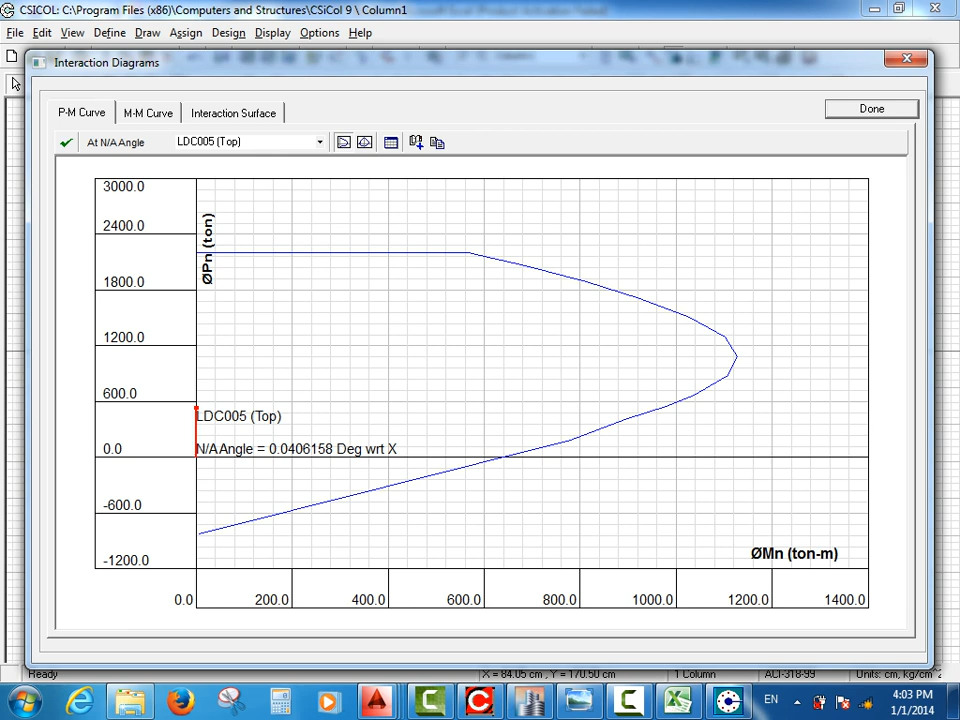 CSICOL: C:\Program Files (x86)\Computers and Structures\CSiCol 9 \ Column1
File Edit View Define Draw Assign Design Display Options Help
Interaction Diagrams
P-M Curve M-M Curve Interaction Surface Done
At N/A Angle LDC005 (Top)
3000.0
2400.0
1800.0
1200.0
600.0
0.0
-600.0
-1200.0
ØPn (ton)
LDC005 (Top)
N/A Angle = 0.0406158 Deg wrt X
ØMn (ton-m)
0.0 200.0 400.0 600.0 800.0 1000.0 1200.0 1400.0
Ready X = 84.05 cm , Y = 170.50 cm 1 Column ACI-318-99 Units: cm, kg/cm
EN 4:03 PM
1/1/2014